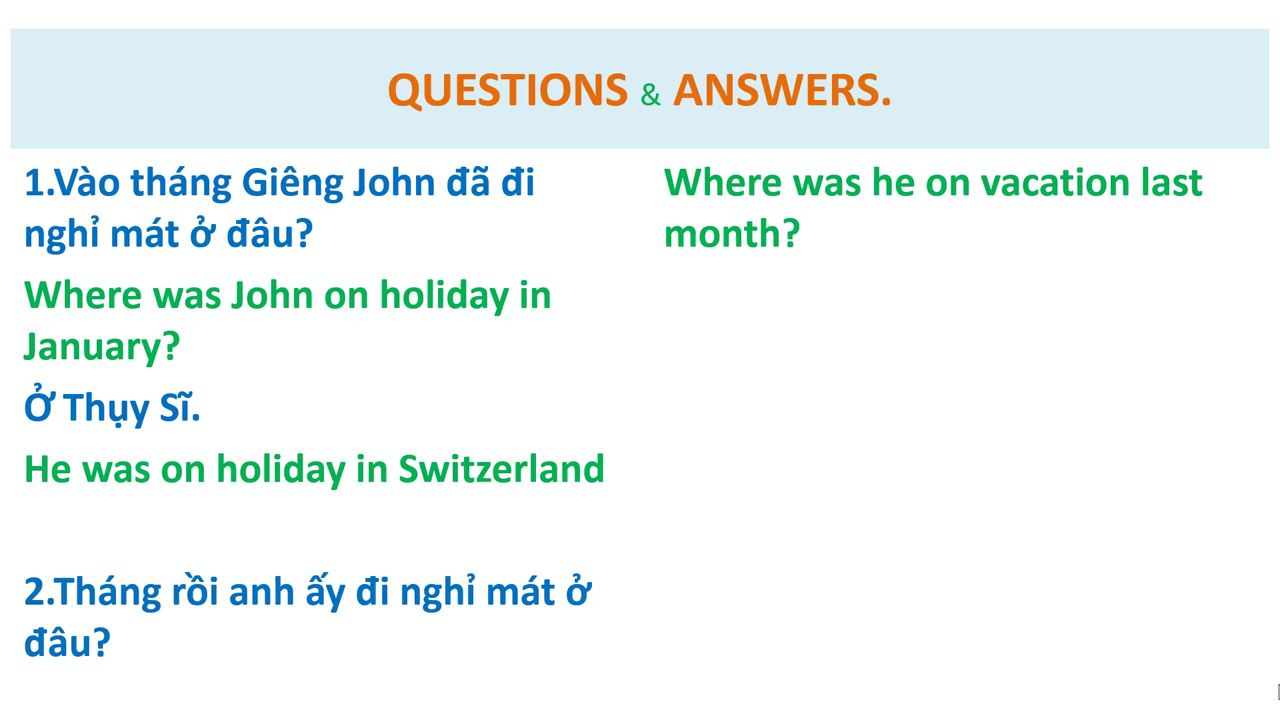 QUESTIONS & ANSWERS.
1.Vào tháng Giêng John đã đi
nghỉ mát ở đâu?
Where was John on holiday in
January?
Ở Thụy Sĩ.
He was on holiday in Switzerland
2.Tháng rồi anh ấy đi nghỉ mát ở
đâu?
Where was he on vacation last
month?